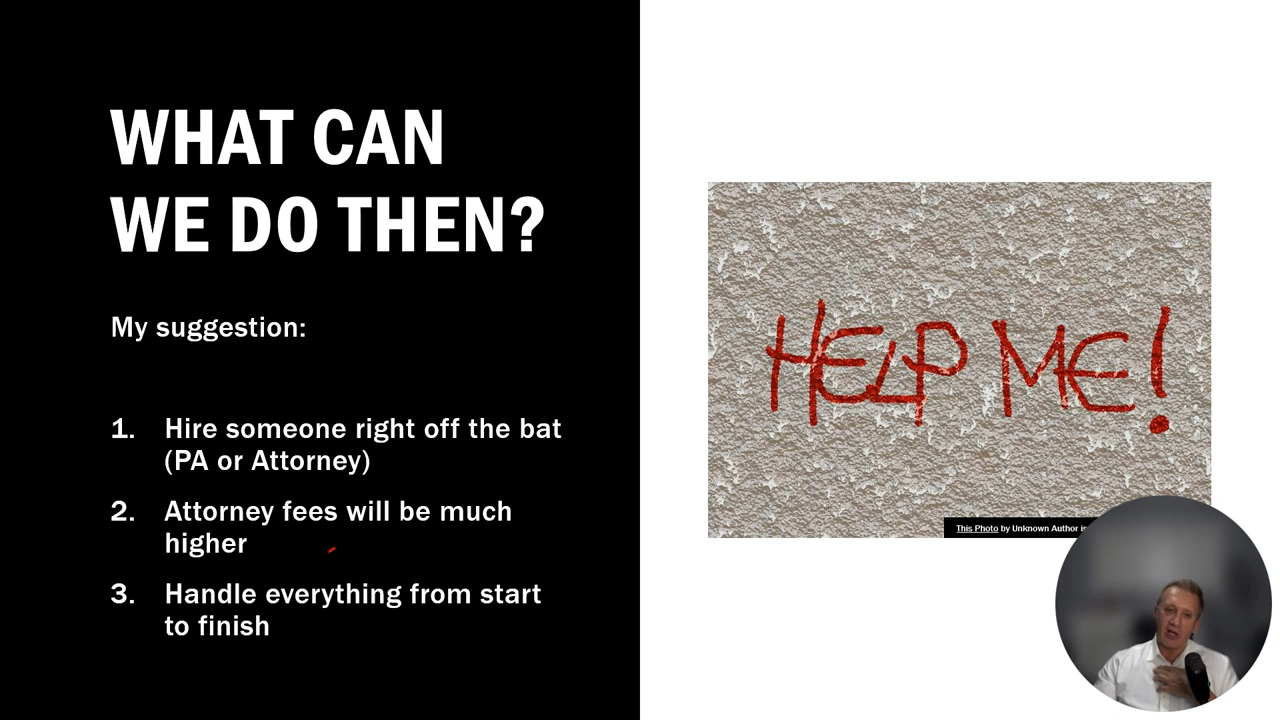 WHAT CAN
WE DO THEN?
My suggestion:
1. Hire someone right off the bat
(PA or Attorney)
2. Attorney fees will be much
higher
3. Handle everything from start
to finish
HELP ME!
This Photo by Unknown Author is